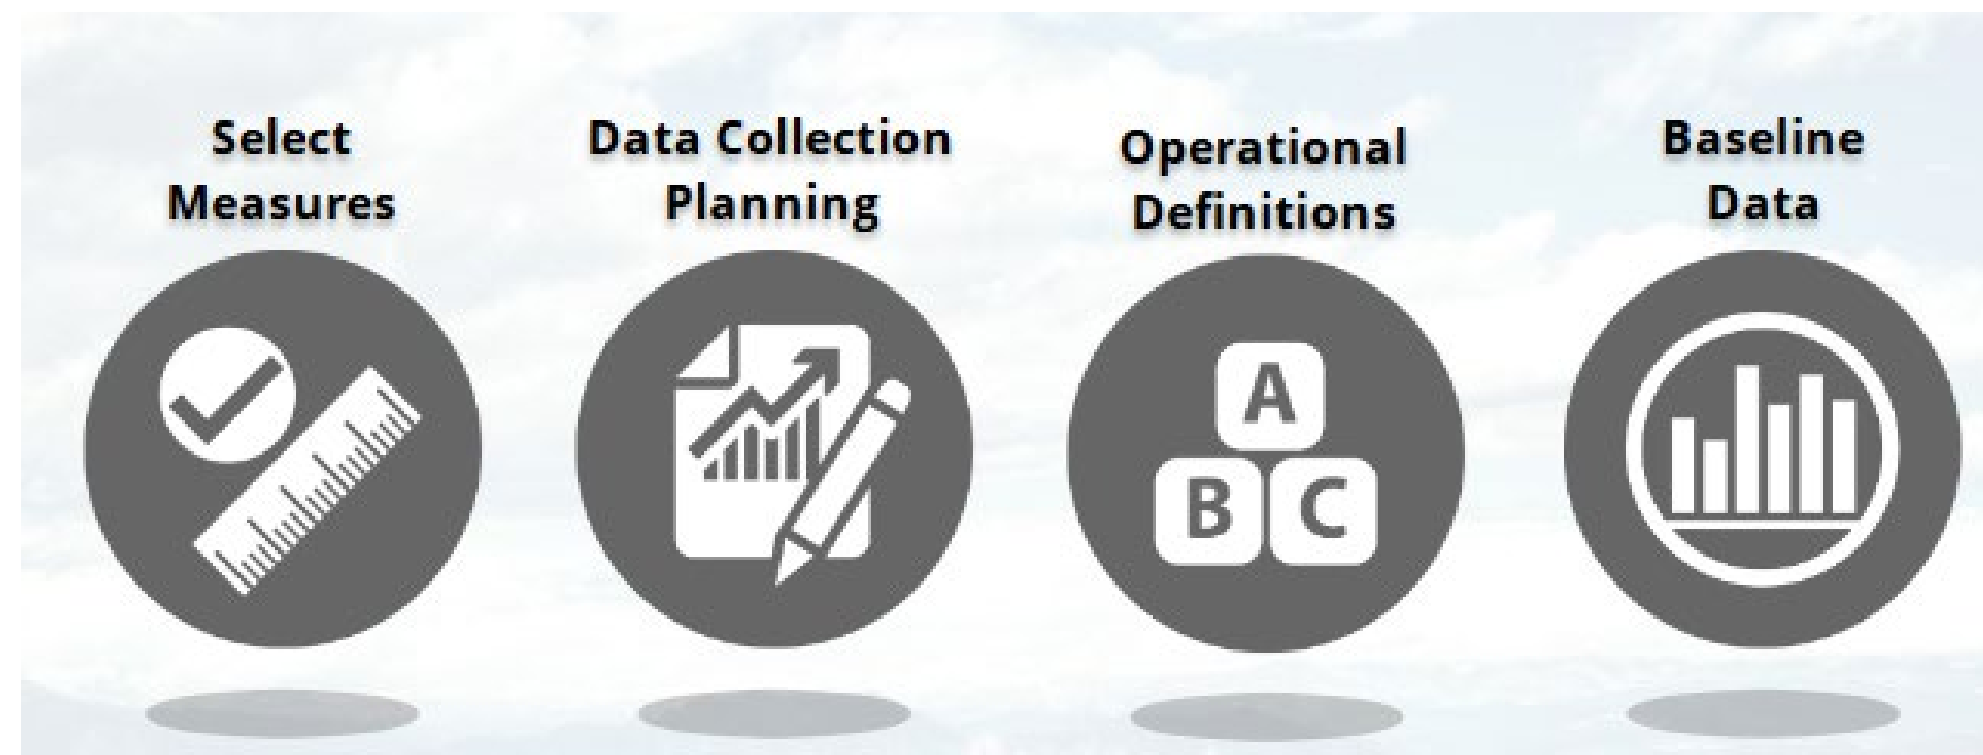 Select
Measures
Data Collection
Planning
Operational
Definitions
Baseline
Data
A
B C